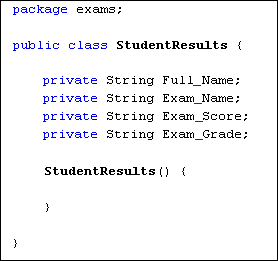 package exams;
public class StudentResults {
private String Full_Name;
private String Exam_Name;
private String Exam_Score;
private String Exam_Grade;
StudentResults() {
}
}